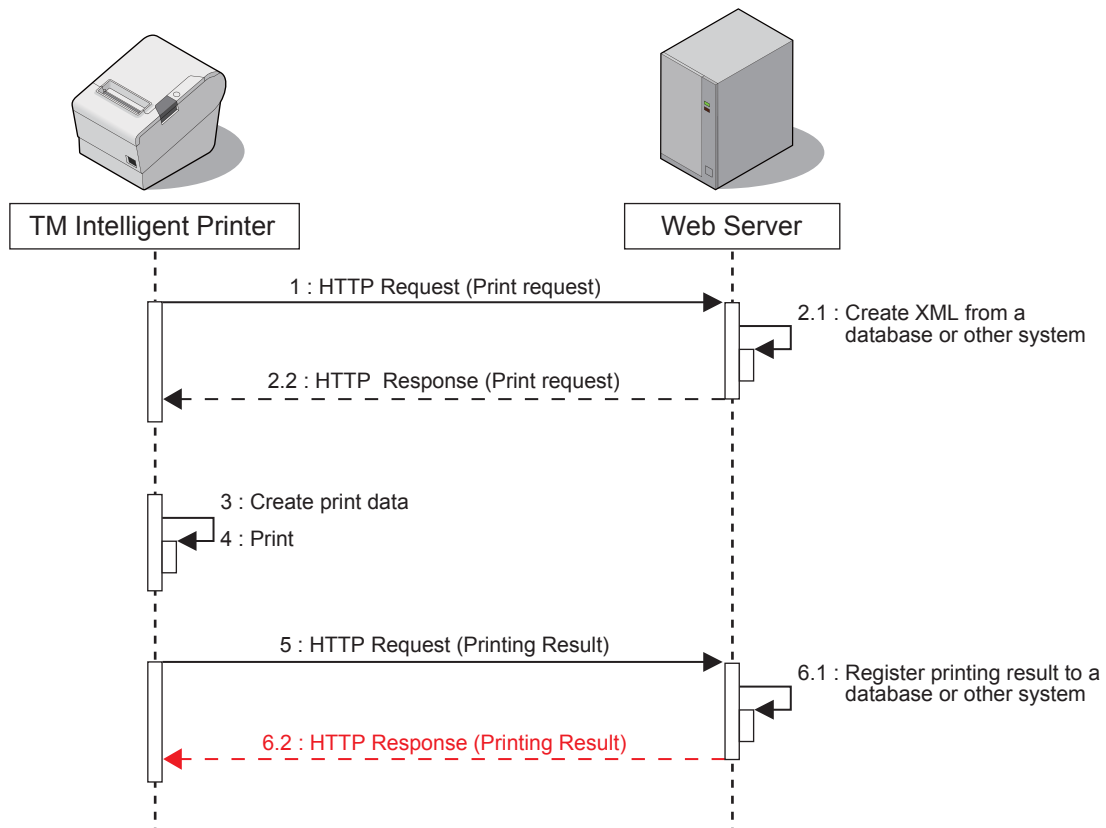 TM Intelligent Printer
Web Server
1 : HTTP Request (Print request)
2.1 : Create XML from a
database or other system
2.2 : HTTP  Response (Print request)
3 : Create print data
4 : Print
5 : HTTP Request (Printing Result)
6.1 : Register printing result to a
database or other system
6.2 : HTTP Response (Printing Result)